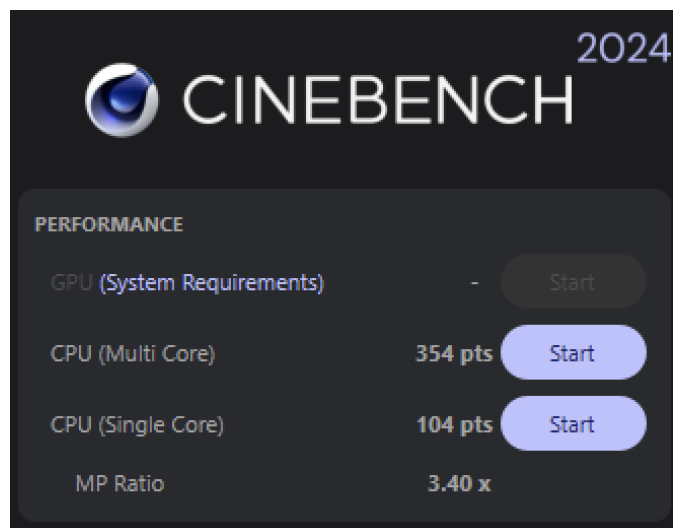 2024
CINEBENCH
PERFORMANCE
GPU (System Requirements) - Start
CPU (Multi Core) 354 pts Start
CPU (Single Core) 104 pts Start
MP Ratio 3.40 x